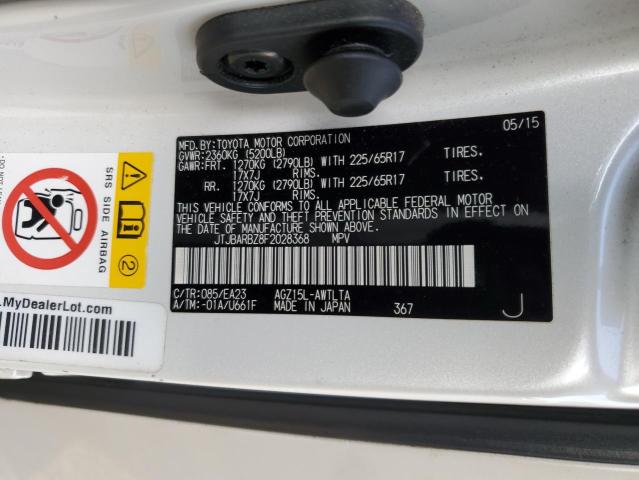 MFD. BY: TOYOTA MOTOR CORPORATION 05/15
GVWR: 2360KG (5200LB)
GAWR: FRT. 1270KG (2790LB) WITH 225/65R17 TIRES.
17X7J RIMS.
RR. 1270KG (2790LB) WITH 225/65R17 TIRES.
17X7J RIMS.
THIS VEHICLE CONFORMS TO ALL APPLICABLE FEDERAL MOTOR
VEHICLE SAFETY AND THEFT PREVENTION STANDARDS IN EFFECT ON
THE DATE OF MANUFACTURE SHOWN ABOVE.
JTJBARBZ8F2028368 MPV
C/TR: 085/EA23 AGZ15L-AWTLTA
A/TM: -01A/U661F MADE IN JAPAN 367 J
SRS SIDE AIRBAG
2
.MyDealerLot.com